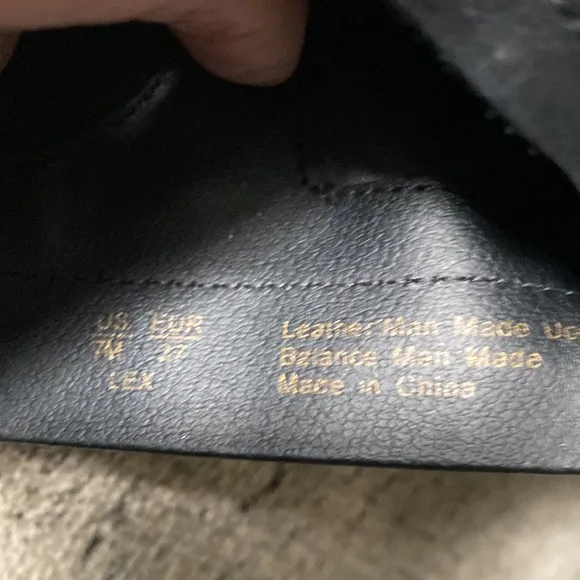 US EUR
7M 37
LEX
Leather/Man Made Up
Balance Man Made
Made in China